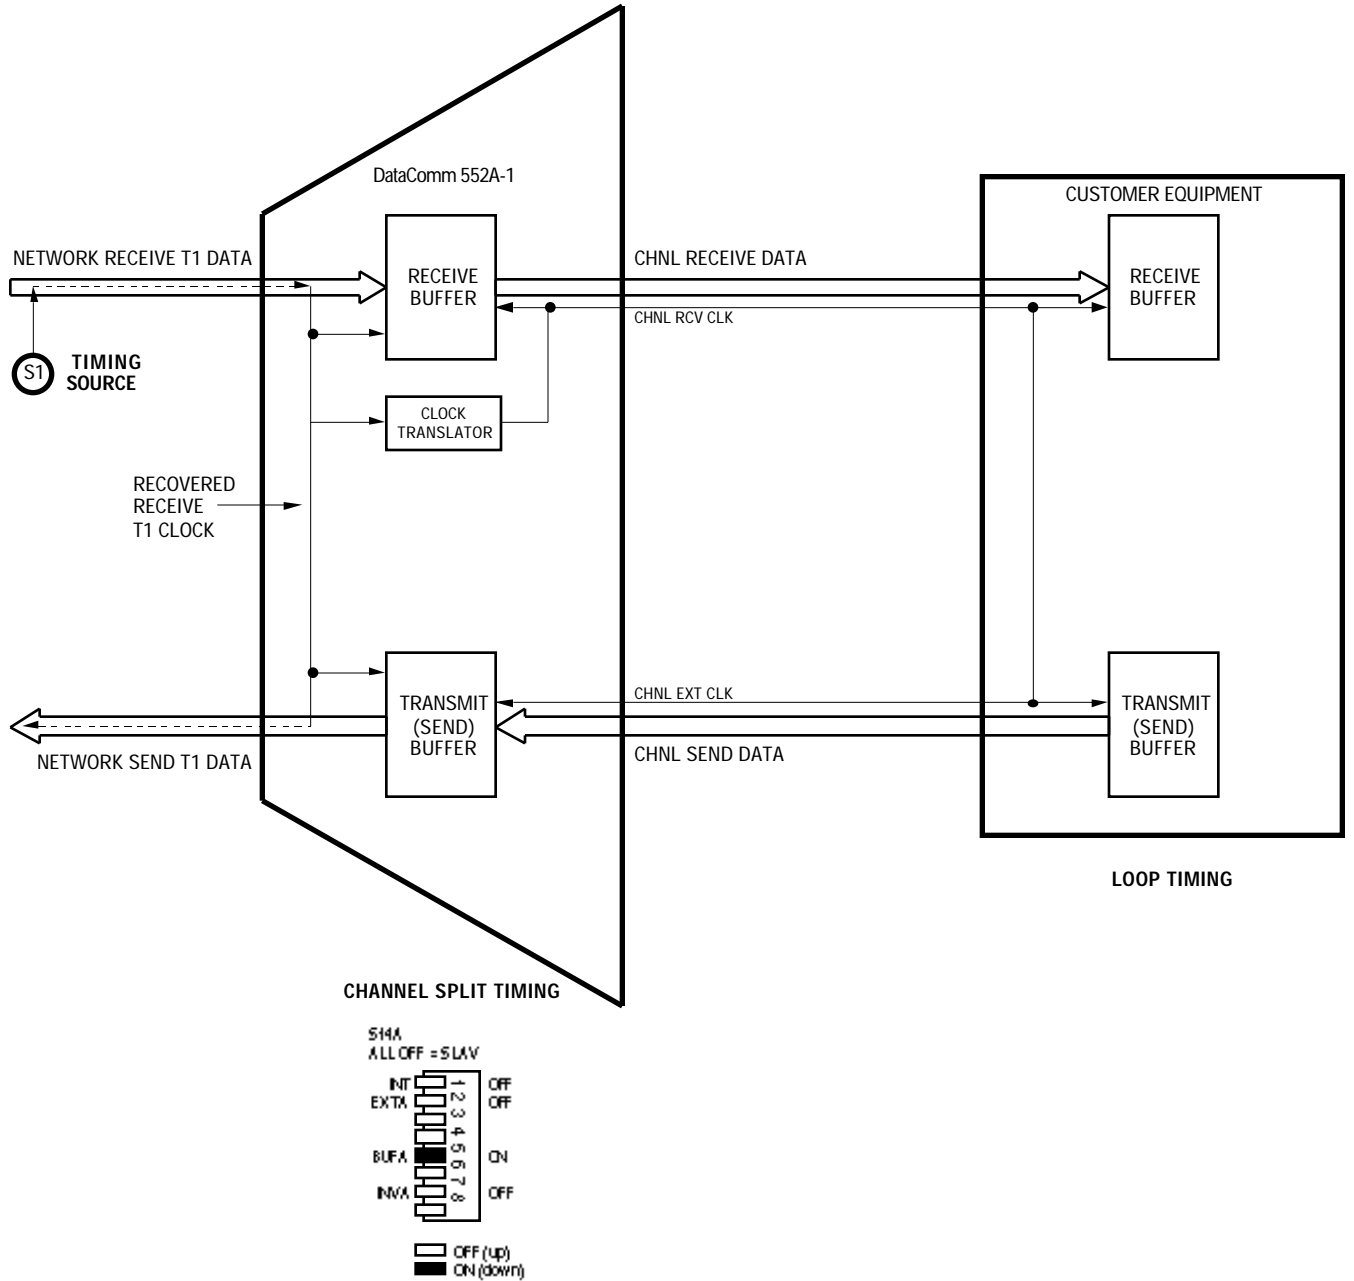 DataComm 552A-1
CUSTOMER EQUIPMENT
NETWORK RECEIVE T1 DATA
RECEIVE
BUFFER
CHNL RECEIVE DATA
RECEIVE
BUFFER
CHNL RCV CLK
S1
TIMING
SOURCE
CLOCK
TRANSLATOR
RECOVERED
RECEIVE
T1 CLOCK
TRANSMIT
(SEND)
BUFFER
CHNL EXT CLK
TRANSMIT
(SEND)
BUFFER
NETWORK SEND T1 DATA
CHNL SEND DATA
LOOP TIMING
CHANNEL SPLIT TIMING
S14A
ALL OFF = SLAV
INT 1 OFF
EXTA 2 OFF
3
4
BUFA 5 ON
6
INVA 7 OFF
8
OFF (up)
ON (down)